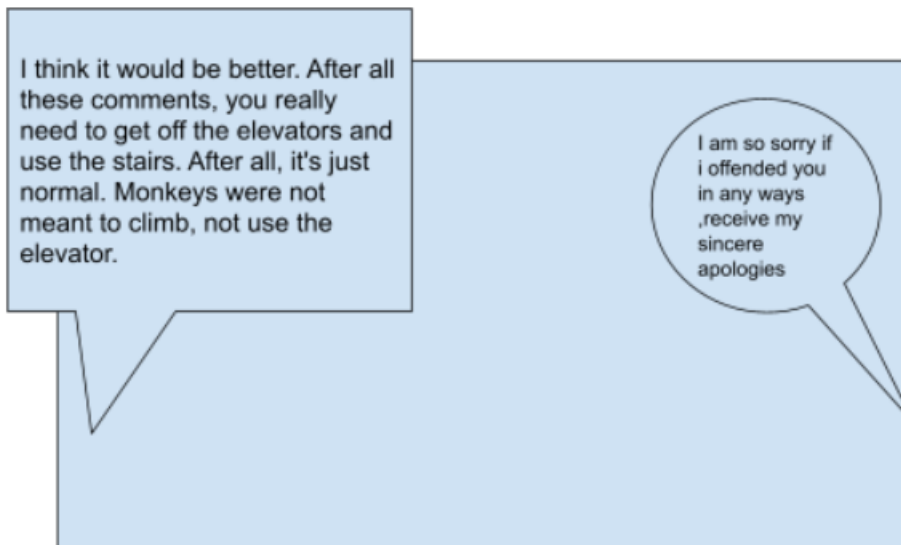 I think it would be better. After all
these comments, you really
need to get off the elevators and
use the stairs. After all, it's just
normal. Monkeys were not
meant to climb, not use the
elevator.
I am so sorry if
i offended you
in any ways
,receive my
sincere
apologies